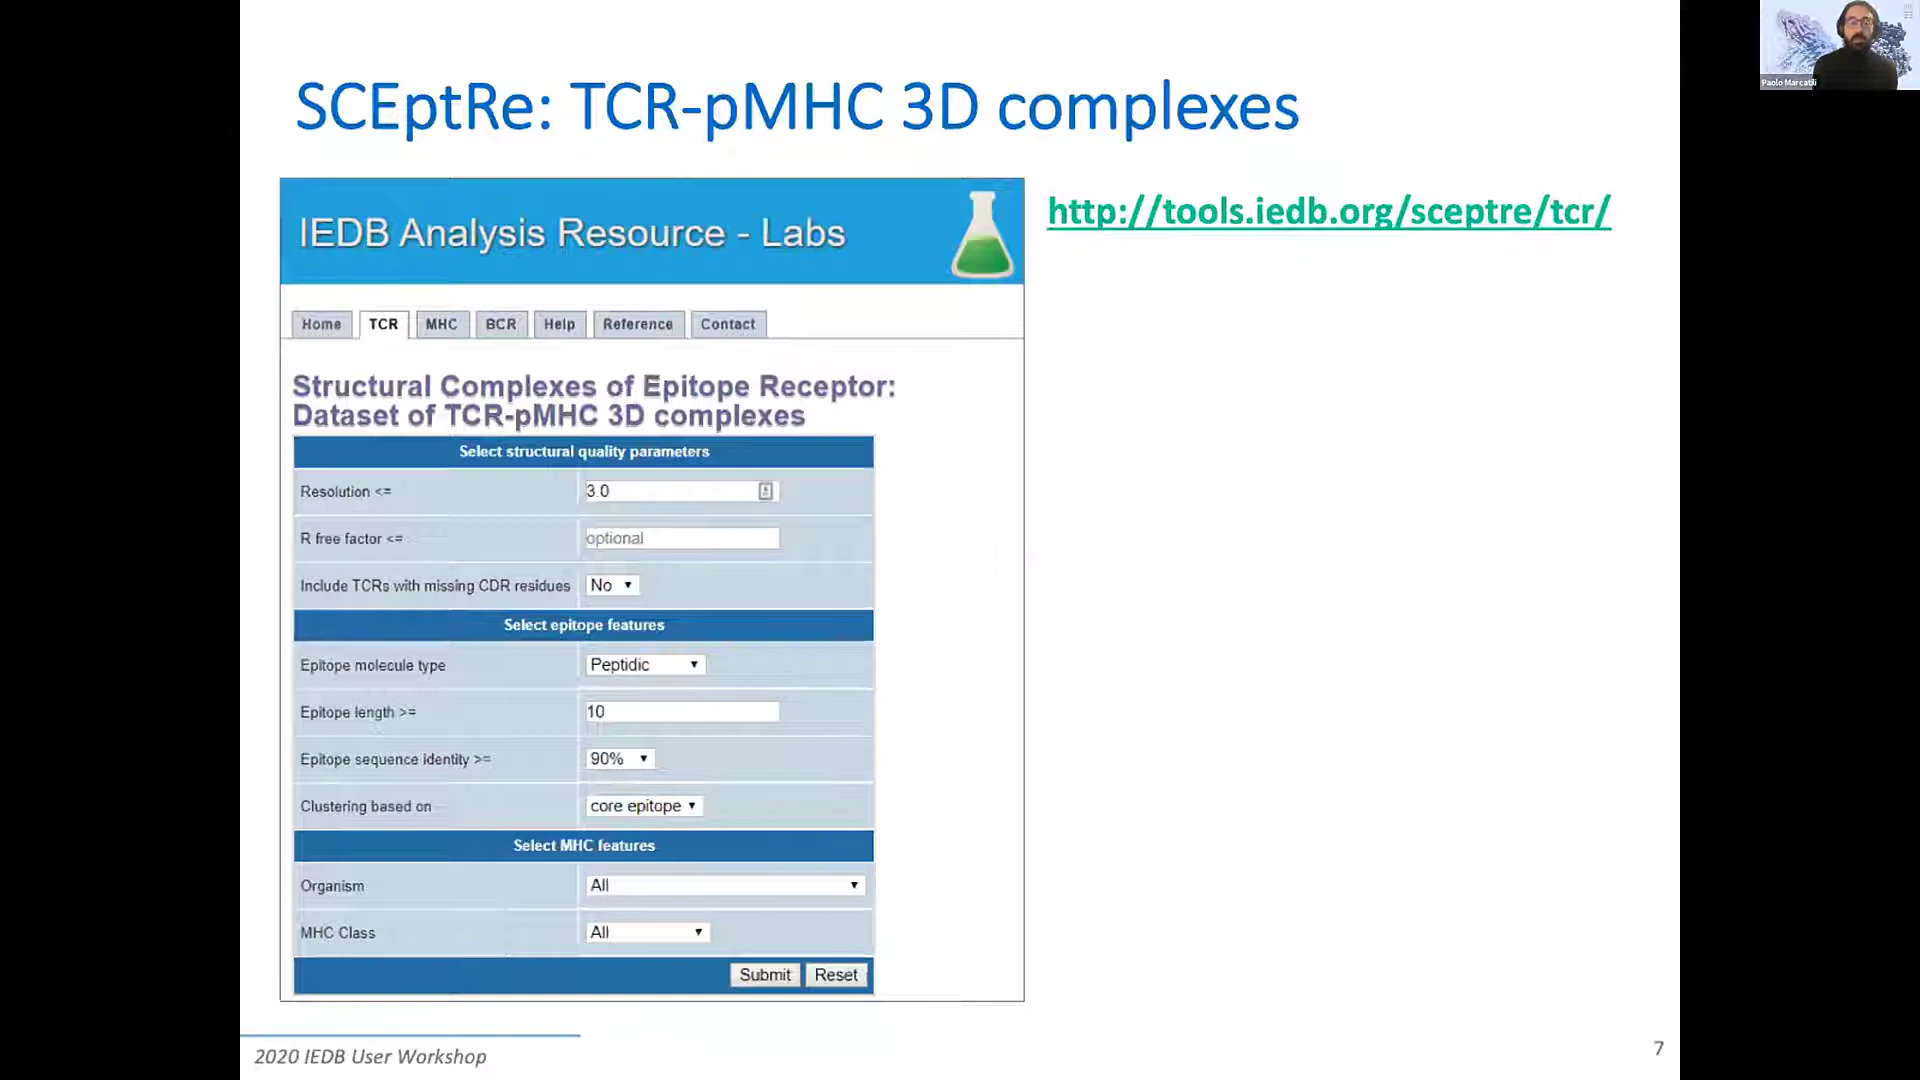 SCEptRe: TCR-pMHC 3D complexes
Paolo Marcatili
IEDB Analysis Resource - Labs
http://tools.iedb.org/sceptre/tcr/
Home TCR MHC BCR Help Reference Contact
Structural Complexes of Epitope Receptor:
Dataset of TCR-pMHC 3D complexes
Select structural quality parameters
Resolution <= 3.0
R free factor <= optional
Include TCRs with missing CDR residues No
Select epitope features
Epitope molecule type Peptidic
Epitope length >= 10
Epitope sequence identity >= 90%
Clustering based on core epitope
Select MHC features
Organism All
MHC Class All
Submit Reset
2020 IEDB User Workshop
7